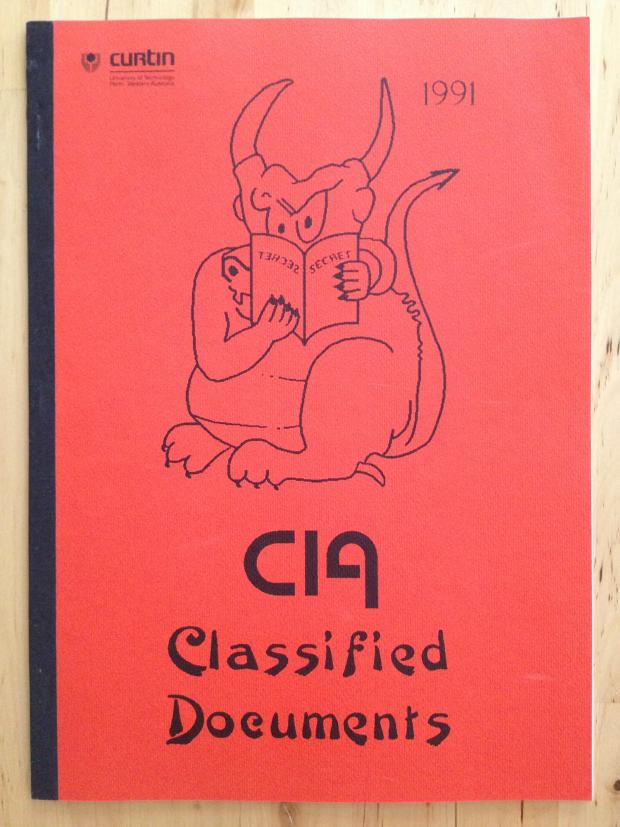 CURTIN
University of Technology
Perth Western Australia
1991
SECRET
SECRET
CIA
Classified
Documents